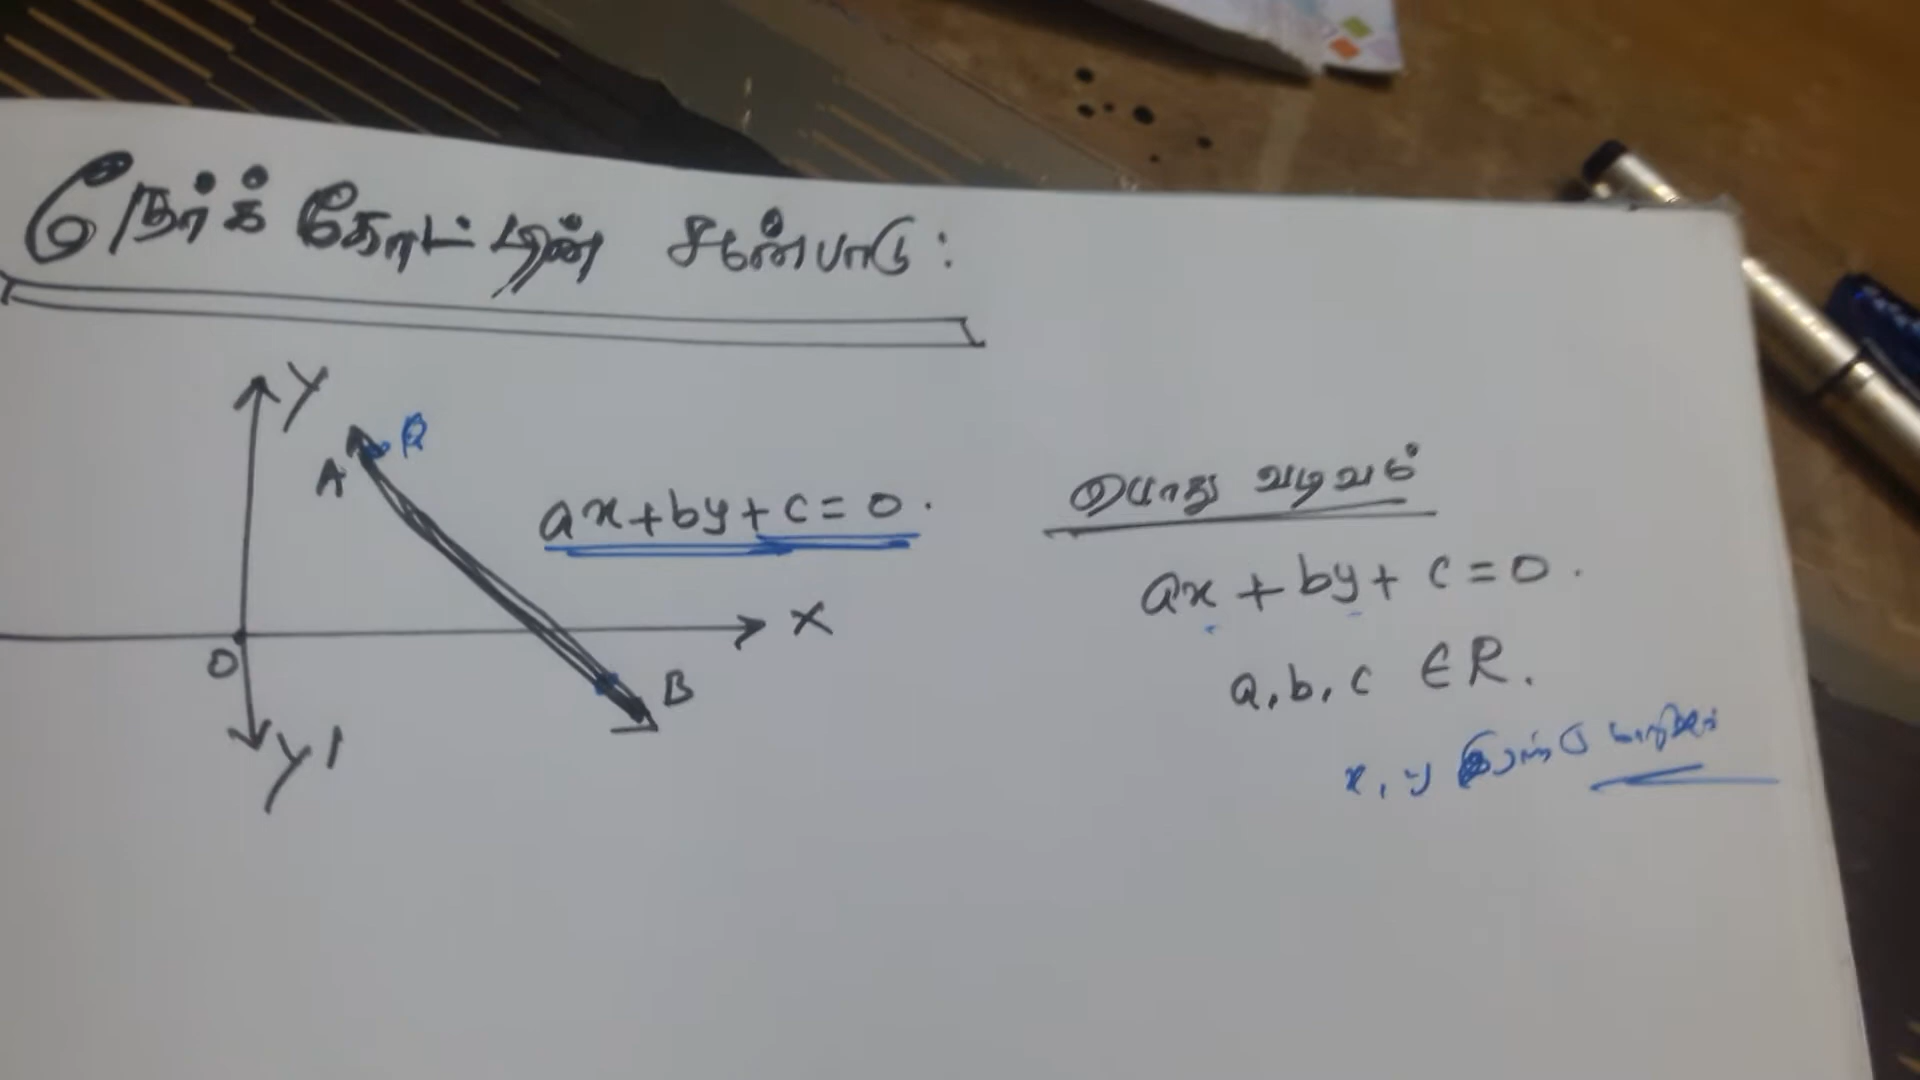 நேர்க் கோட்டின் சமன்பாடு :
Y
A
ax+by+c=0.
X
O
B
Y'
பொது வடிவம்
ax + by + c = 0.
a, b, c ∈ R.
x, y இரண்டு மாறிகள்